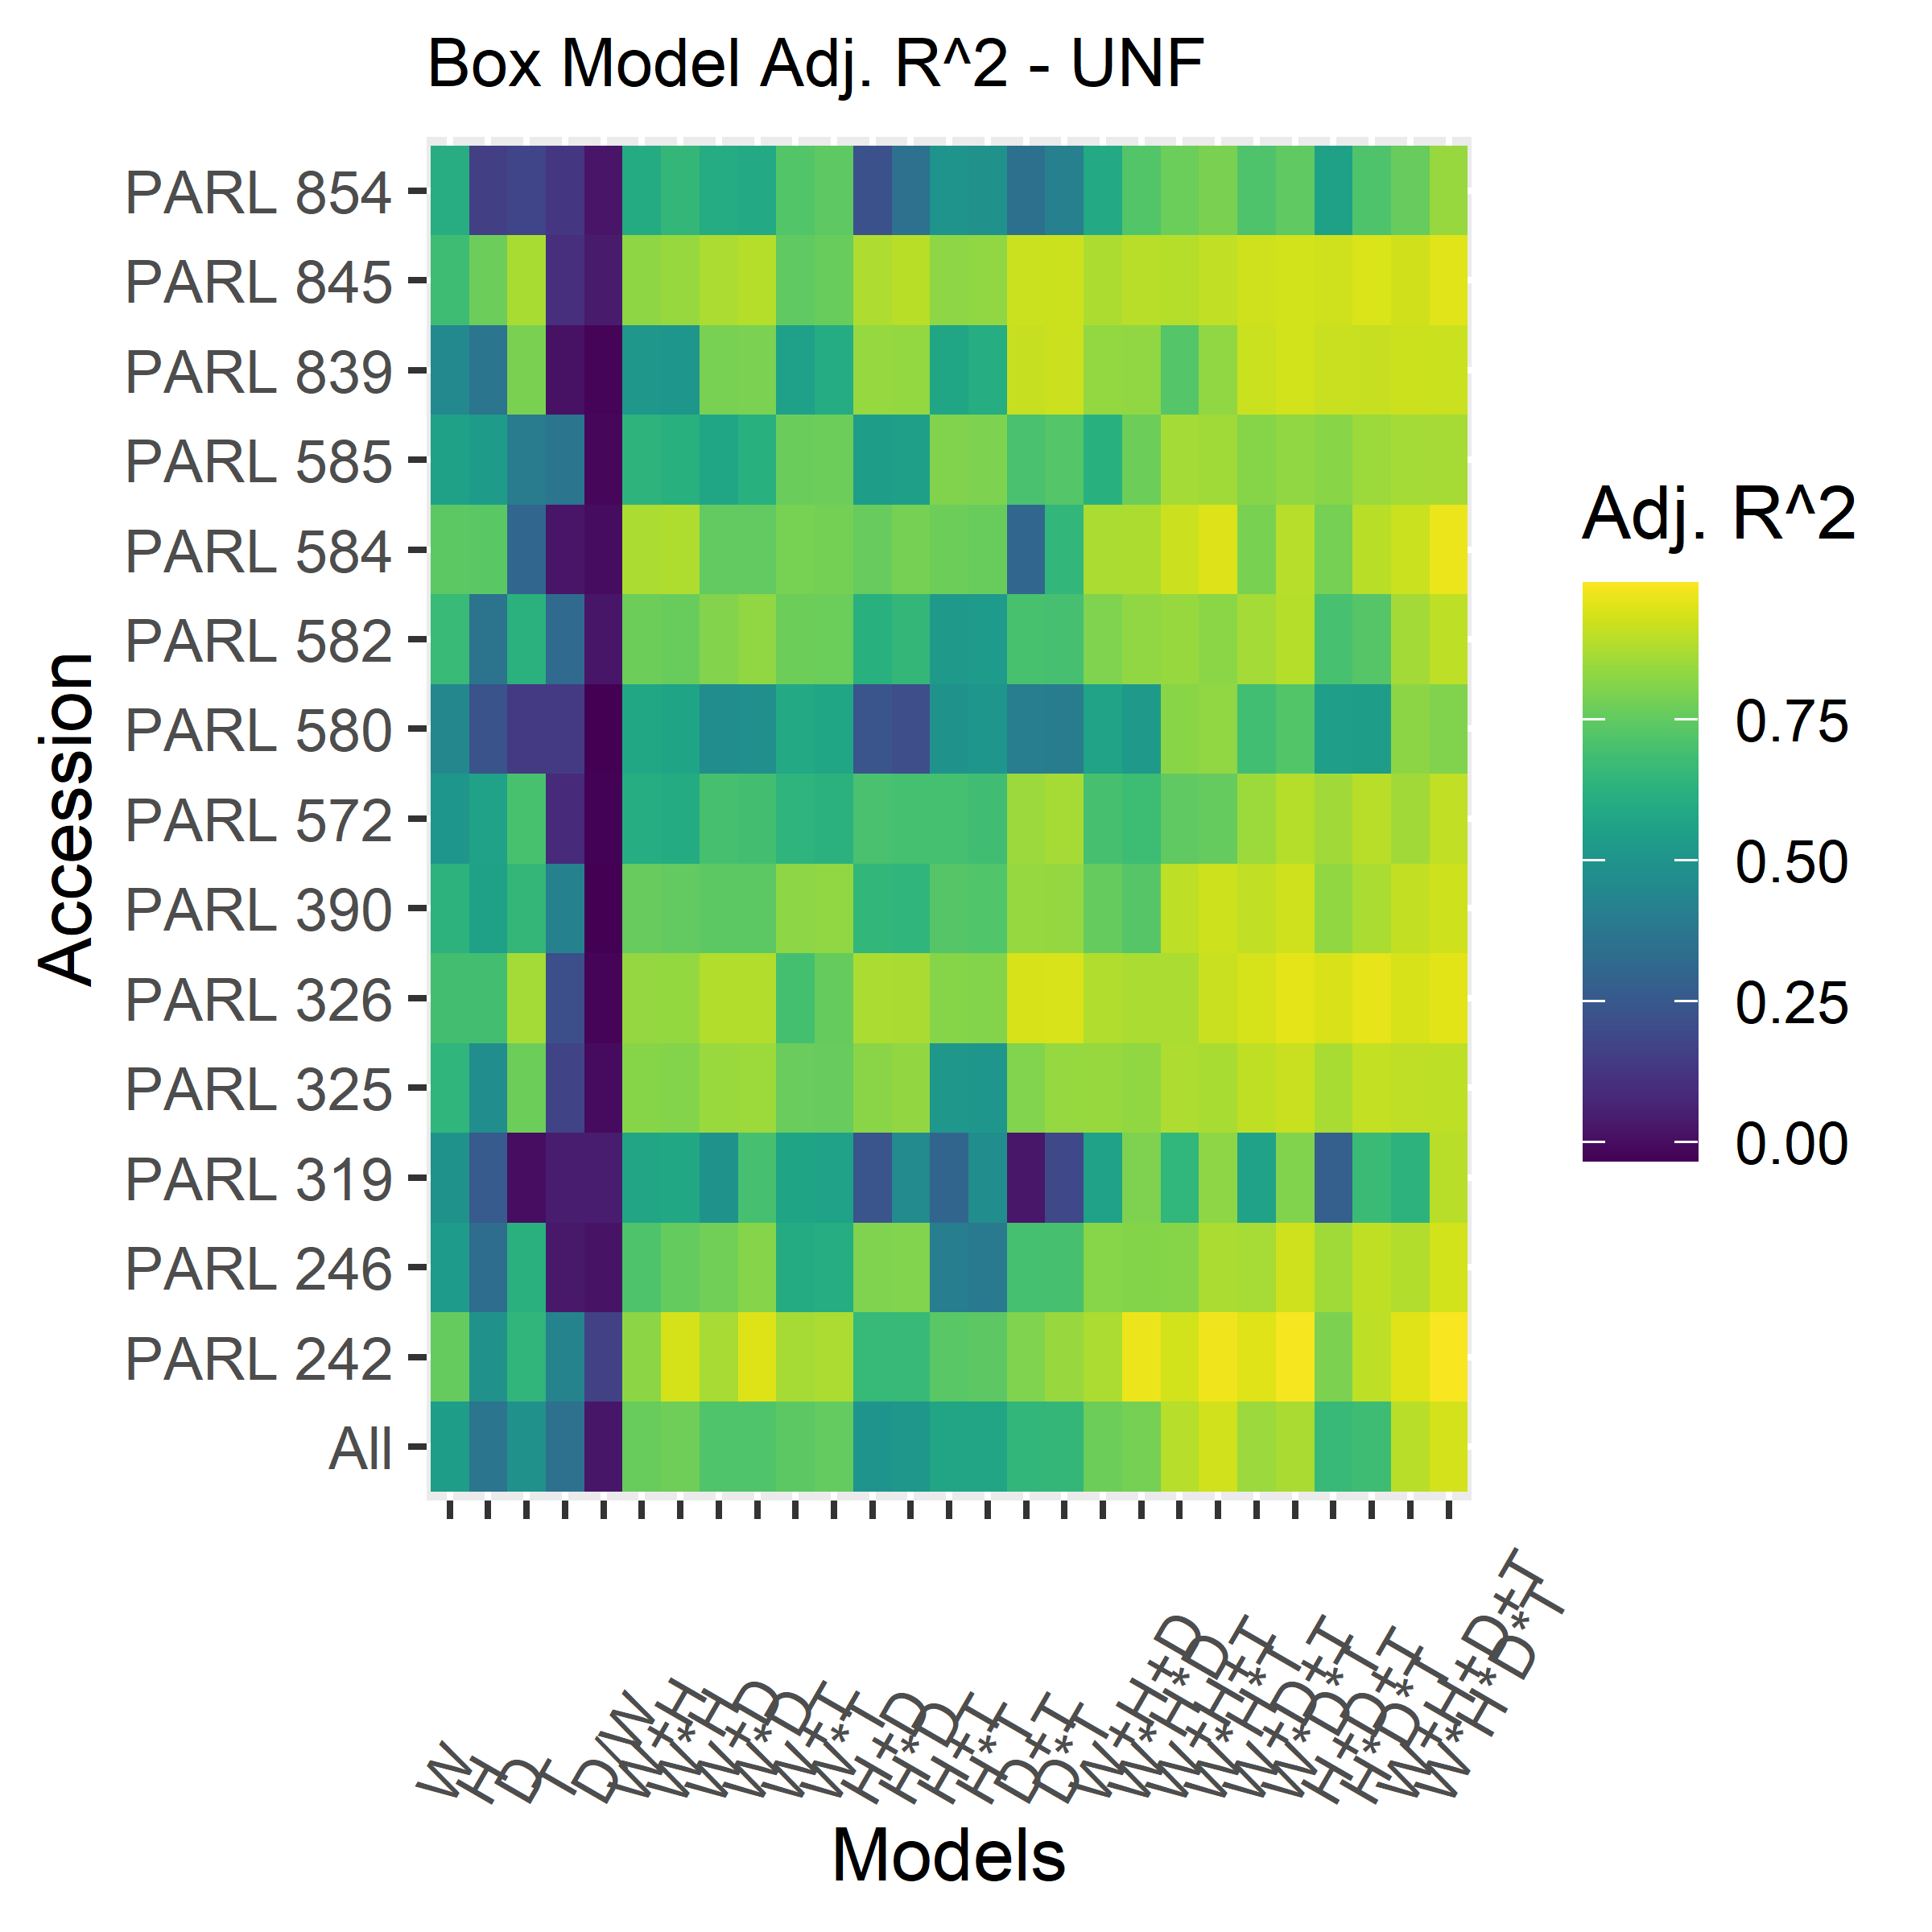 Box Model Adj. R^2 - UNF
Accession
PARL 854
PARL 845
PARL 839
PARL 585
PARL 584
PARL 582
PARL 580
PARL 572
PARL 390
PARL 326
PARL 325
PARL 319
PARL 246
PARL 242
All
W
H
D
T
D/W
W+H
W*H
W+D
W*D
W+T
W*T
H+D
H*D
H+T
H*T
D+T
D*T
W+H+D
W*H*D
W+H+T
W*H*T
W+D+T
W*D*T
H+D+T
H*D*T
W+H+D+T
W*H*D*T
Models
Adj. R^2
0.75
0.50
0.25
0.00